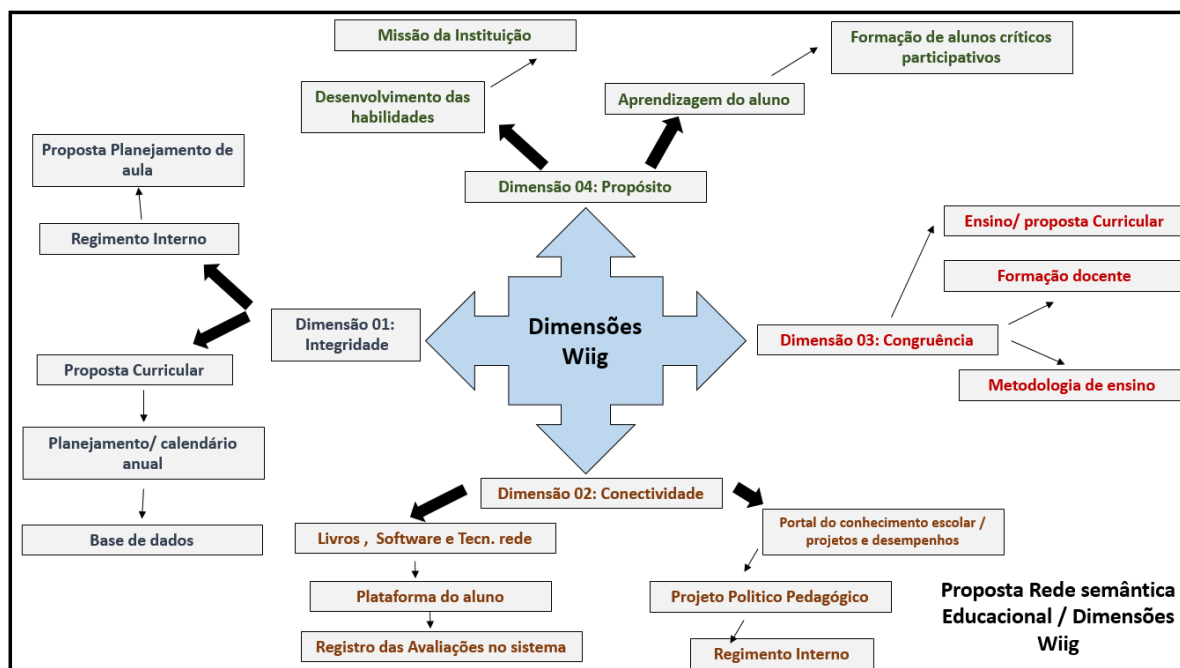 Missão da Instituição
Formação de alunos críticos
participativos
Desenvolvimento das
habilidades
Aprendizagem do aluno
Proposta Planejamento de
aula
Dimensão 04: Propósito
Regimento Interno
Ensino/ proposta Curricular
Formação docente
Dimensão 01:
Integridade
Dimensões
Wiig
Dimensão 03: Congruência
Proposta Curricular
Metodologia de ensino
Planejamento/ calendário
anual
Dimensão 02: Conectividade
Base de dados
Livros , Software e Tecn. rede
Portal do conhecimento escolar /
projetos e desempenhos
Plataforma do aluno
Projeto Politico Pedagógico
Registro das Avaliações no sistema
Regimento Interno
Proposta Rede semântica
Educacional / Dimensões
Wiig